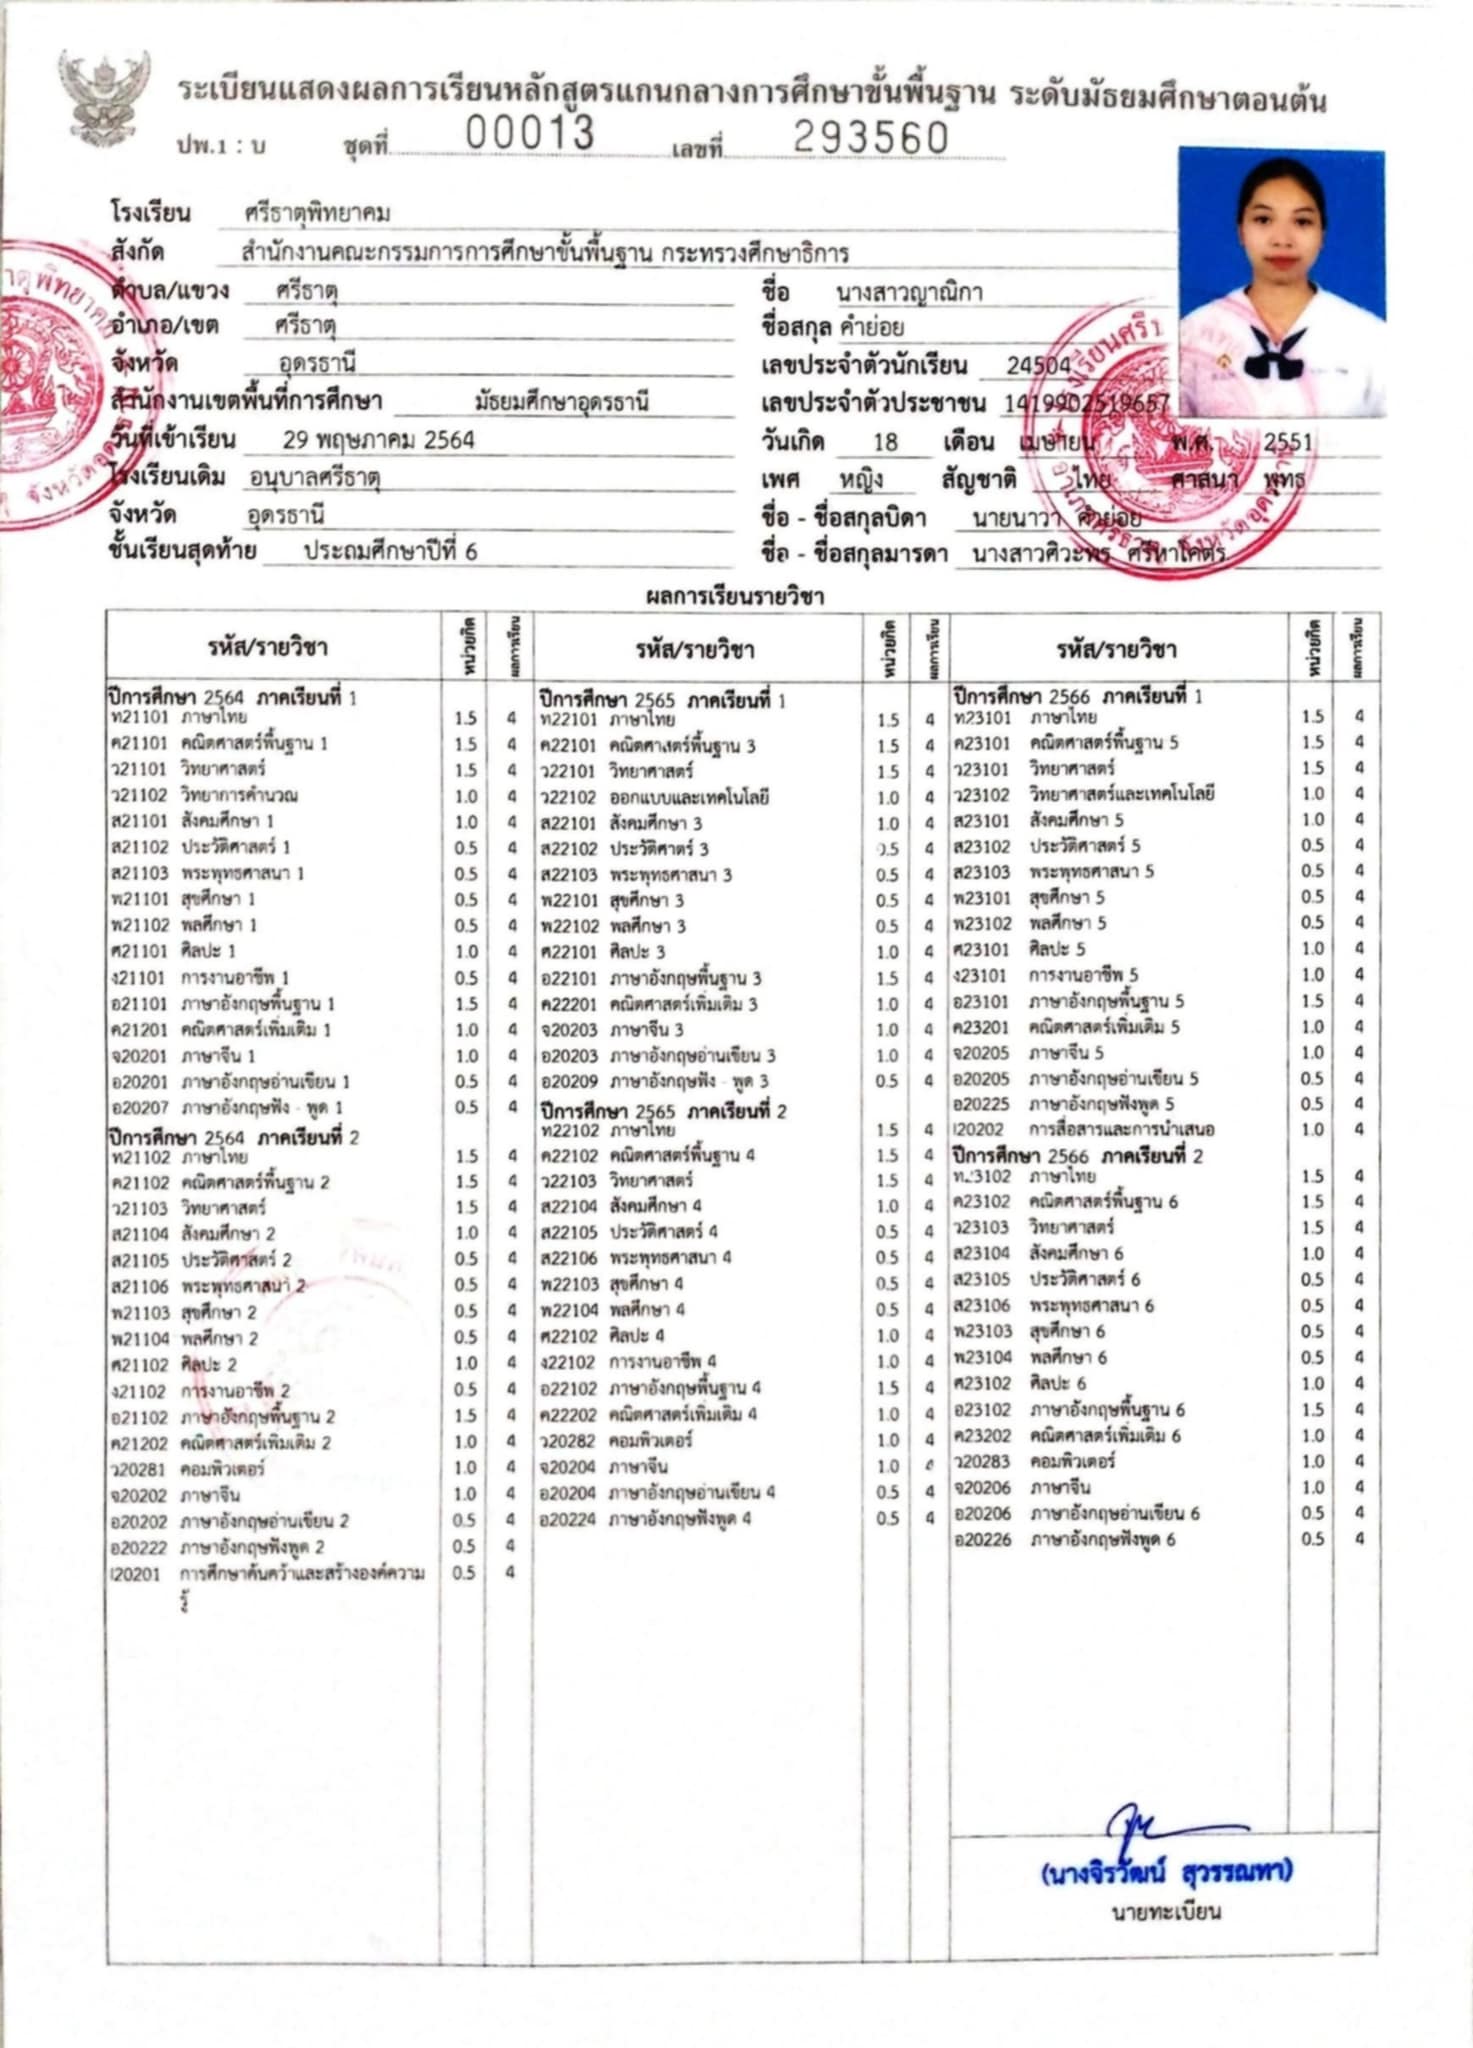 ระเบียนแสดงผลการเรียนหลักสูตรแกนกลางการศึกษาขั้นพื้นฐาน ระดับมัธยมศึกษาตอนต้น
ปพ.1 : บ ชุดที่ 00013 เลขที่ 293560
โรงเรียน ศรีธาตุพิทยาคม
สังกัด สำนักงานคณะกรรมการการศึกษาขั้นพื้นฐาน กระทรวงศึกษาธิการ
ตำบล/แขวง ศรีธาตุ
อำเภอ/เขต ศรีธาตุ
จังหวัด อุดรธานี
สำนักงานเขตพื้นที่การศึกษา มัธยมศึกษาอุดรธานี
วันที่เข้าเรียน 29 พฤษภาคม 2564
โรงเรียนเดิม อนุบาลศรีธาตุ
จังหวัด อุดรธานี
ชั้นเรียนสุดท้าย ประถมศึกษาปีที่ 6
ชื่อ นางสาวญาณิกา
ชื่อสกุล คำย่อย
เลขประจำตัวนักเรียน 24504
เลขประจำตัวประชาชน 1419902519657
วันเกิด 18 เดือน เมษายน พ.ศ. 2551
เพศ หญิง สัญชาติ ไทย ศาสนา พุทธ
ชื่อ - ชื่อสกุลบิดา นายนาวา คำย่อย
ชื่อ - ชื่อสกุลมารดา นางสาวศิวะพร ศรีหาโคตร
ผลการเรียนรายวิชา
รหัส/รายวิชา หน่วยกิต ผลการเรียน
ปีการศึกษา 2564 ภาคเรียนที่ 1
ท21101 ภาษาไทย 1.5 4
ค21101 คณิตศาสตร์พื้นฐาน 1 1.5 4
ว21101 วิทยาศาสตร์ 1.5 4
ว21102 วิทยาการคำนวณ 1.0 4
ส21101 สังคมศึกษา 1 1.0 4
ส21102 ประวัติศาสตร์ 1 0.5 4
ส21103 พระพุทธศาสนา 1 0.5 4
พ21101 สุขศึกษา 1 0.5 4
พ21102 พลศึกษา 1 0.5 4
ศ21101 ศิลปะ 1 1.0 4
ง21101 การงานอาชีพ 1 0.5 4
อ21101 ภาษาอังกฤษพื้นฐาน 1 1.5 4
ค21201 คณิตศาสตร์เพิ่มเติม 1 1.0 4
จ20201 ภาษาจีน 1 1.0 4
อ20201 ภาษาอังกฤษอ่านเขียน 1 0.5 4
อ20207 ภาษาอังกฤษฟัง - พูด 1 0.5 4
ปีการศึกษา 2564 ภาคเรียนที่ 2
ท21102 ภาษาไทย 1.5 4
ค21102 คณิตศาสตร์พื้นฐาน 2 1.5 4
ว21103 วิทยาศาสตร์ 1.5 4
ส21104 สังคมศึกษา 2 1.0 4
ส21105 ประวัติศาสตร์ 2 0.5 4
ส21106 พระพุทธศาสนา 2 0.5 4
พ21103 สุขศึกษา 2 0.5 4
พ21104 พลศึกษา 2 0.5 4
ศ21102 ศิลปะ 2 1.0 4
ง21102 การงานอาชีพ 2 0.5 4
อ21102 ภาษาอังกฤษพื้นฐาน 2 1.5 4
ค21202 คณิตศาสตร์เพิ่มเติม 2 1.0 4
ว20281 คอมพิวเตอร์ 1.0 4
จ20202 ภาษาจีน 1.0 4
อ20202 ภาษาอังกฤษอ่านเขียน 2 0.5 4
อ20222 ภาษาอังกฤษฟังพูด 2 0.5 4
I20201 การศึกษาค้นคว้าและสร้างองค์ความ 0.5 4
รู้
รหัส/รายวิชา หน่วยกิต ผลการเรียน
ปีการศึกษา 2565 ภาคเรียนที่ 1
ท22101 ภาษาไทย 1.5 4
ค22101 คณิตศาสตร์พื้นฐาน 3 1.5 4
ว22101 วิทยาศาสตร์ 1.5 4
ว22102 ออกแบบและเทคโนโลยี 1.0 4
ส22101 สังคมศึกษา 3 1.0 4
ส22102 ประวัติศาตร์ 3 0.5 4
ส22103 พระพุทธศาสนา 3 0.5 4
พ22101 สุขศึกษา 3 0.5 4
พ22102 พลศึกษา 3 0.5 4
ศ22101 ศิลปะ 3 1.0 4
อ22101 ภาษาอังกฤษพื้นฐาน 3 1.5 4
ค22201 คณิตศาสตร์เพิ่มเติม 3 1.0 4
จ20203 ภาษาจีน 3 1.0 4
อ20203 ภาษาอังกฤษอ่านเขียน 3 1.0 4
อ20209 ภาษาอังกฤษฟัง - พูด 3 0.5 4
ปีการศึกษา 2565 ภาคเรียนที่ 2
ท22102 ภาษาไทย 1.5 4
ค22102 คณิตศาสตร์พื้นฐาน 4 1.5 4
ว22103 วิทยาศาสตร์ 1.5 4
ส22104 สังคมศึกษา 4 1.0 4
ส22105 ประวัติศาสตร์ 4 0.5 4
ส22106 พระพุทธศาสนา 4 0.5 4
พ22103 สุขศึกษา 4 0.5 4
พ22104 พลศึกษา 4 0.5 4
ศ22102 ศิลปะ 4 1.0 4
ง22102 การงานอาชีพ 4 1.0 4
อ22102 ภาษาอังกฤษพื้นฐาน 4 1.5 4
ค22202 คณิตศาสตร์เพิ่มเติม 4 1.0 4
ว20282 คอมพิวเตอร์ 1.0 4
จ20204 ภาษาจีน 1.0 4
อ20204 ภาษาอังกฤษอ่านเขียน 4 0.5 4
อ20224 ภาษาอังกฤษฟังพูด 4 0.5 4
รหัส/รายวิชา หน่วยกิต ผลการเรียน
ปีการศึกษา 2566 ภาคเรียนที่ 1
ท23101 ภาษาไทย 1.5 4
ค23101 คณิตศาสตร์พื้นฐาน 5 1.5 4
ว23101 วิทยาศาสตร์ 1.5 4
ว23102 วิทยาศาสตร์และเทคโนโลยี 1.0 4
ส23101 สังคมศึกษา 5 1.0 4
ส23102 ประวัติศาสตร์ 5 0.5 4
ส23103 พระพุทธศาสนา 5 0.5 4
พ23101 สุขศึกษา 5 0.5 4
พ23102 พลศึกษา 5 0.5 4
ศ23101 ศิลปะ 5 1.0 4
ง23101 การงานอาชีพ 5 1.0 4
อ23101 ภาษาอังกฤษพื้นฐาน 5 1.5 4
ค23201 คณิตศาสตร์เพิ่มเติม 5 1.0 4
จ20205 ภาษาจีน 5 1.0 4
อ20205 ภาษาอังกฤษอ่านเขียน 5 0.5 4
อ20225 ภาษาอังกฤษฟังพูด 5 0.5 4
I20202 การสื่อสารและการนำเสนอ 1.0 4
ปีการศึกษา 2566 ภาคเรียนที่ 2
ท23102 ภาษาไทย 1.5 4
ค23102 คณิตศาสตร์พื้นฐาน 6 1.5 4
ว23103 วิทยาศาสตร์ 1.5 4
ส23104 สังคมศึกษา 6 1.0 4
ส23105 ประวัติศาสตร์ 6 0.5 4
ส23106 พระพุทธศาสนา 6 0.5 4
พ23103 สุขศึกษา 6 0.5 4
พ23104 พลศึกษา 6 0.5 4
ศ23102 ศิลปะ 6 1.0 4
อ23102 ภาษาอังกฤษพื้นฐาน 6 1.5 4
ค23202 คณิตศาสตร์เพิ่มเติม 6 1.0 4
ว20283 คอมพิวเตอร์ 1.0 4
จ20206 ภาษาจีน 1.0 4
อ20206 ภาษาอังกฤษอ่านเขียน 6 0.5 4
อ20226 ภาษาอังกฤษฟังพูด 6 0.5 4
(นางจิรวัฒน์ สุวรรณทา)
นายทะเบียน